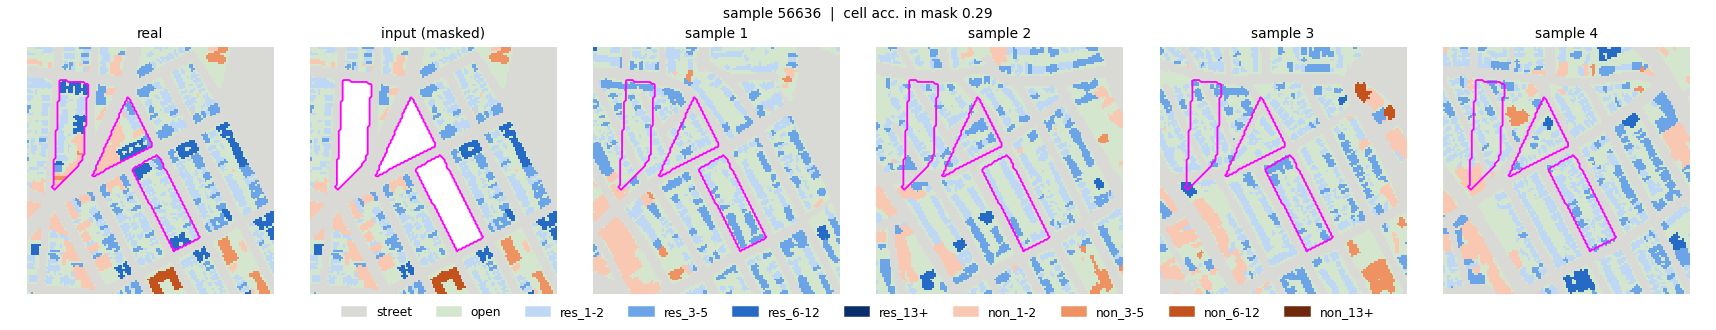 sample 56636 | cell acc. in mask 0.29
real
input (masked)
sample 1
sample 2
sample 3
sample 4
street
open
res_1-2
res_3-5
res_6-12
res_13+
non_1-2
non_3-5
non_6-12
non_13+